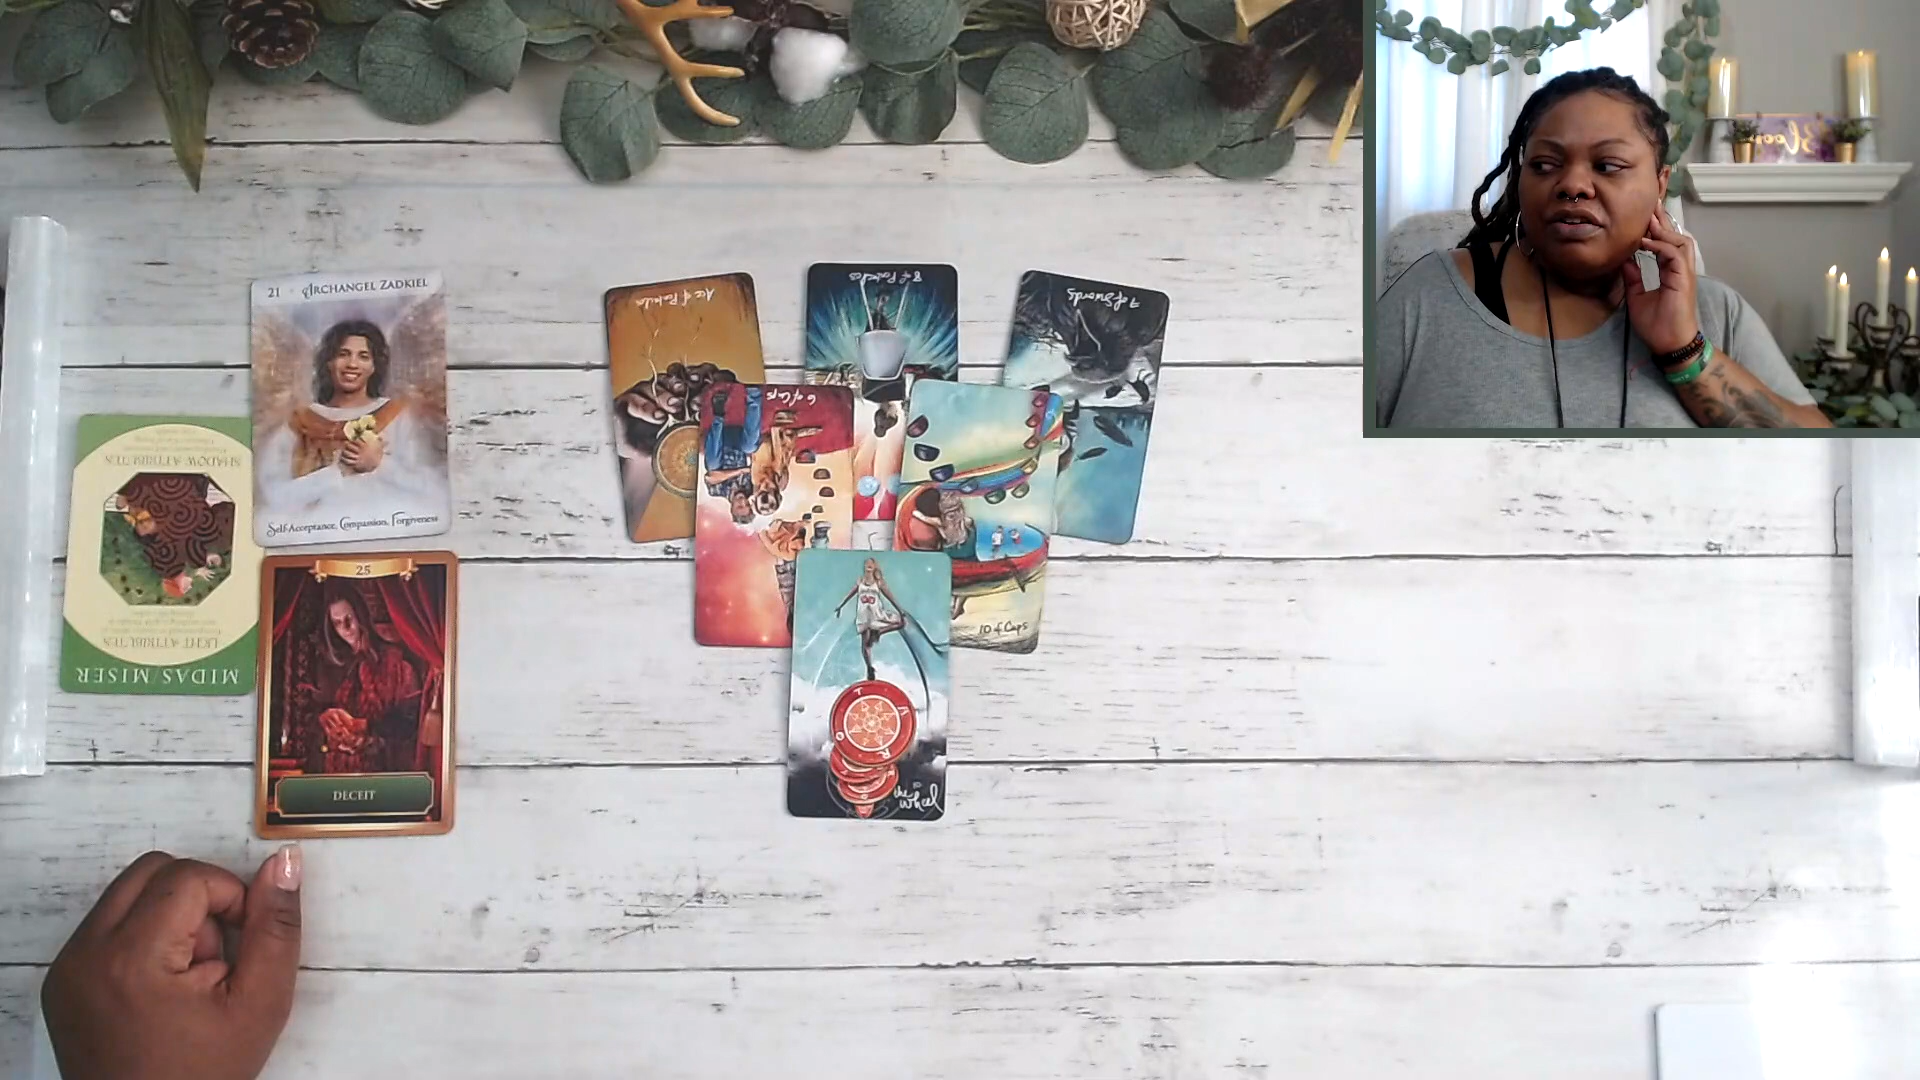 21 ARCHANGEL ZADKIEL
Self-Acceptance, Compassion, Forgiveness
SHADOW ATTRIBUTES
LIGHT ATTRIBUTES
MIDAS MISER
25
DECEIT
Ace of Pentacles
8 of Pentacles
7 of Swords
6 of Cups
10 of Cups
T
A
R
O
the
wheel
Bloom